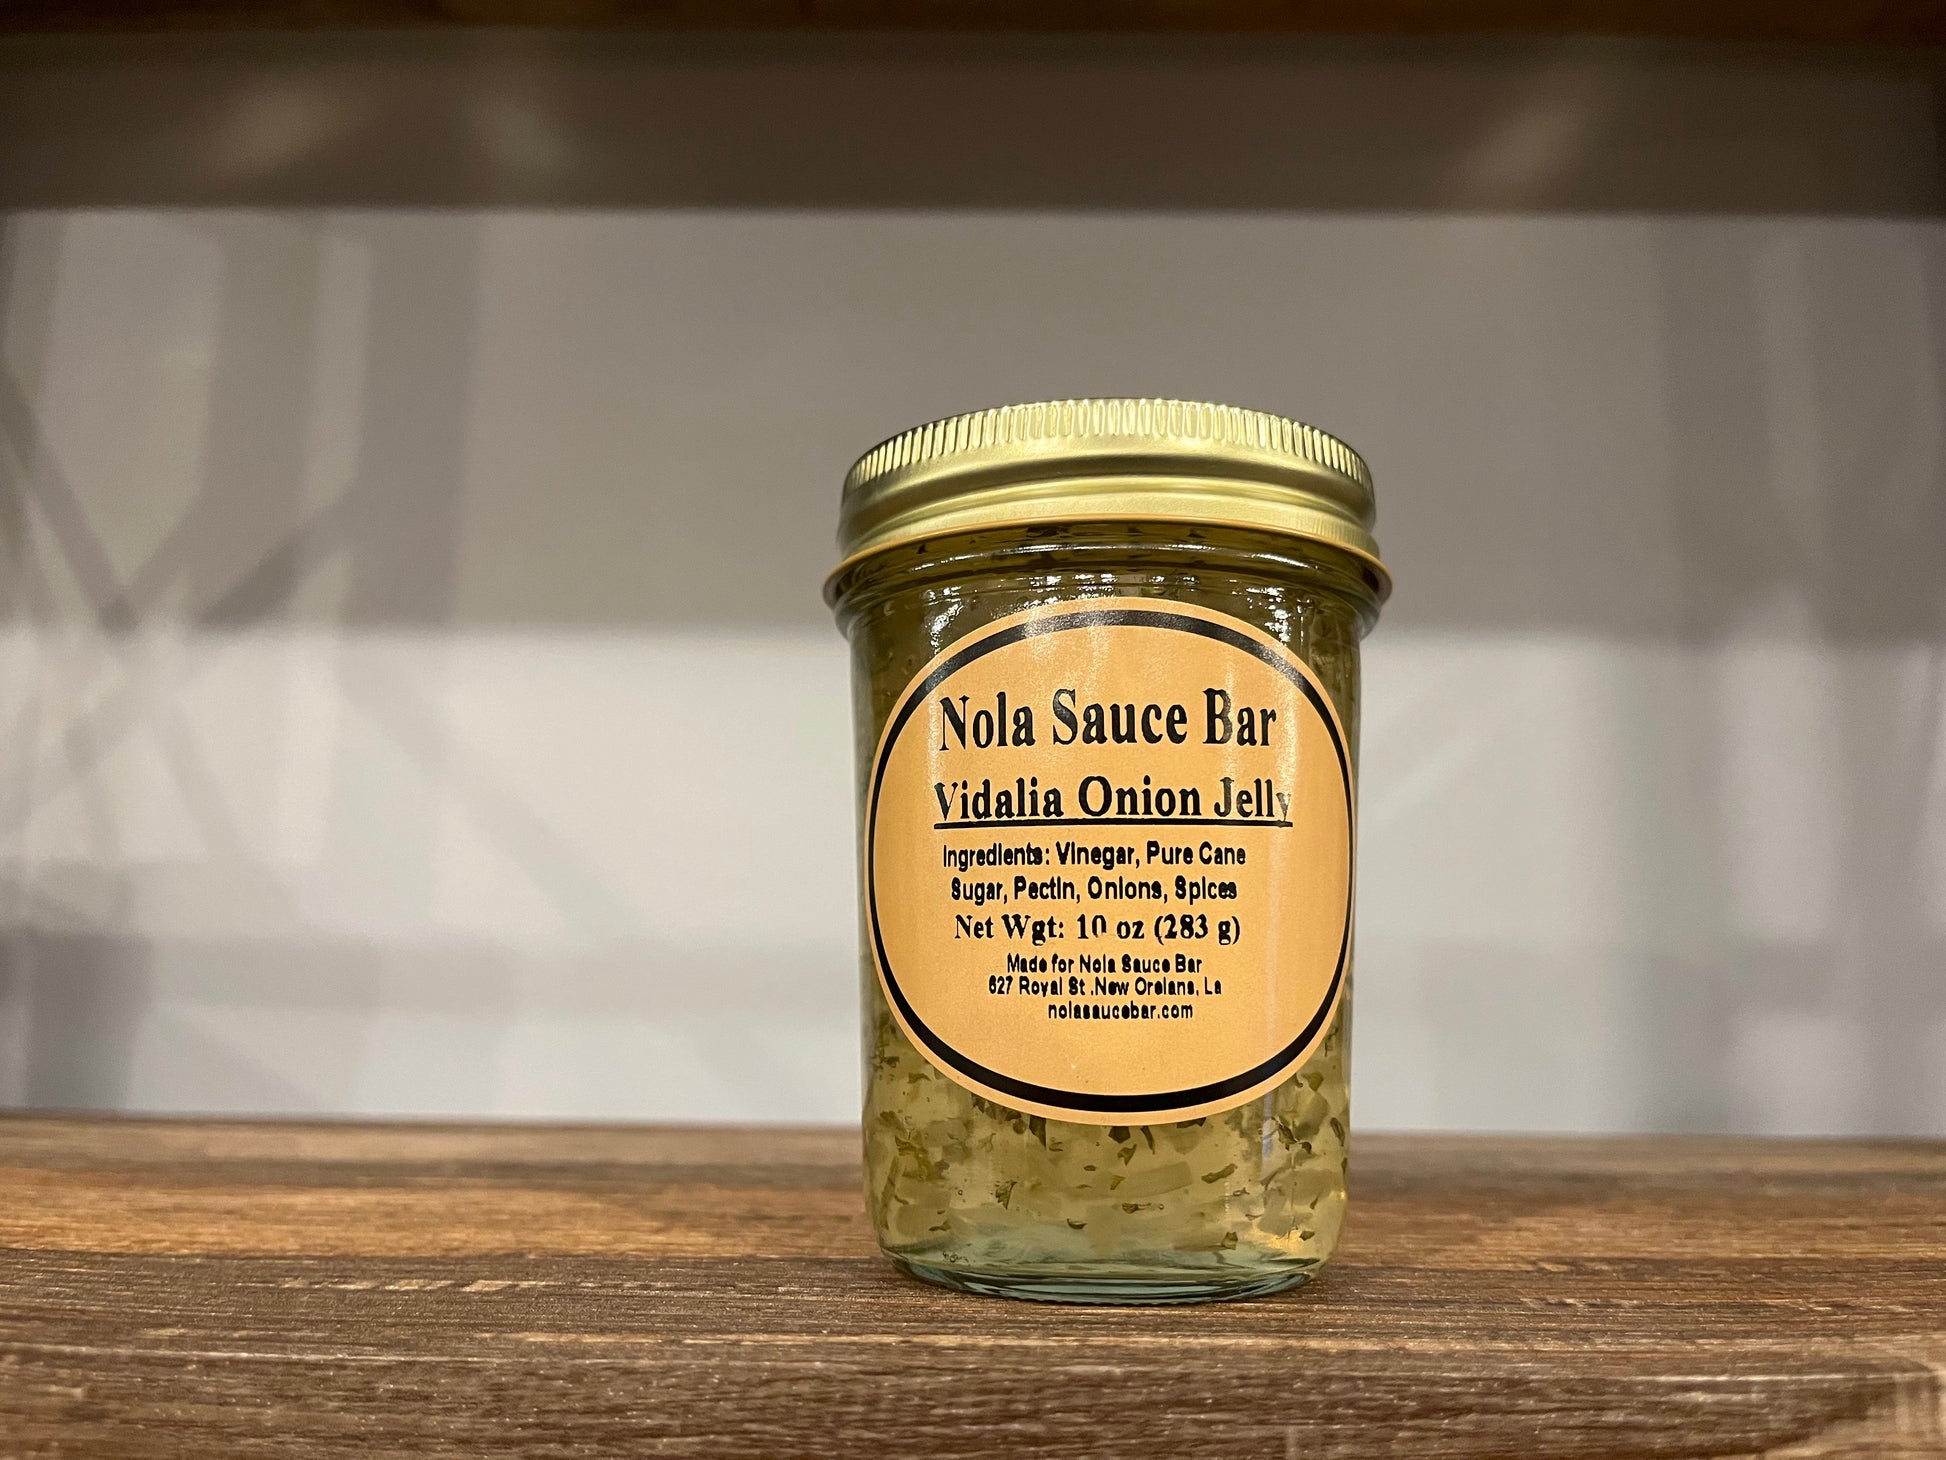 Nola Sauce Bar
Vidalia Onion Jelly
Ingredients: Vinegar, Pure Cane
Sugar, Pectin, Onions, Spices
Net Wgt: 10 oz (283 g)
Made for Nola Sauce Bar
627 Royal St .New Orelans, La
nolasaucebar.com